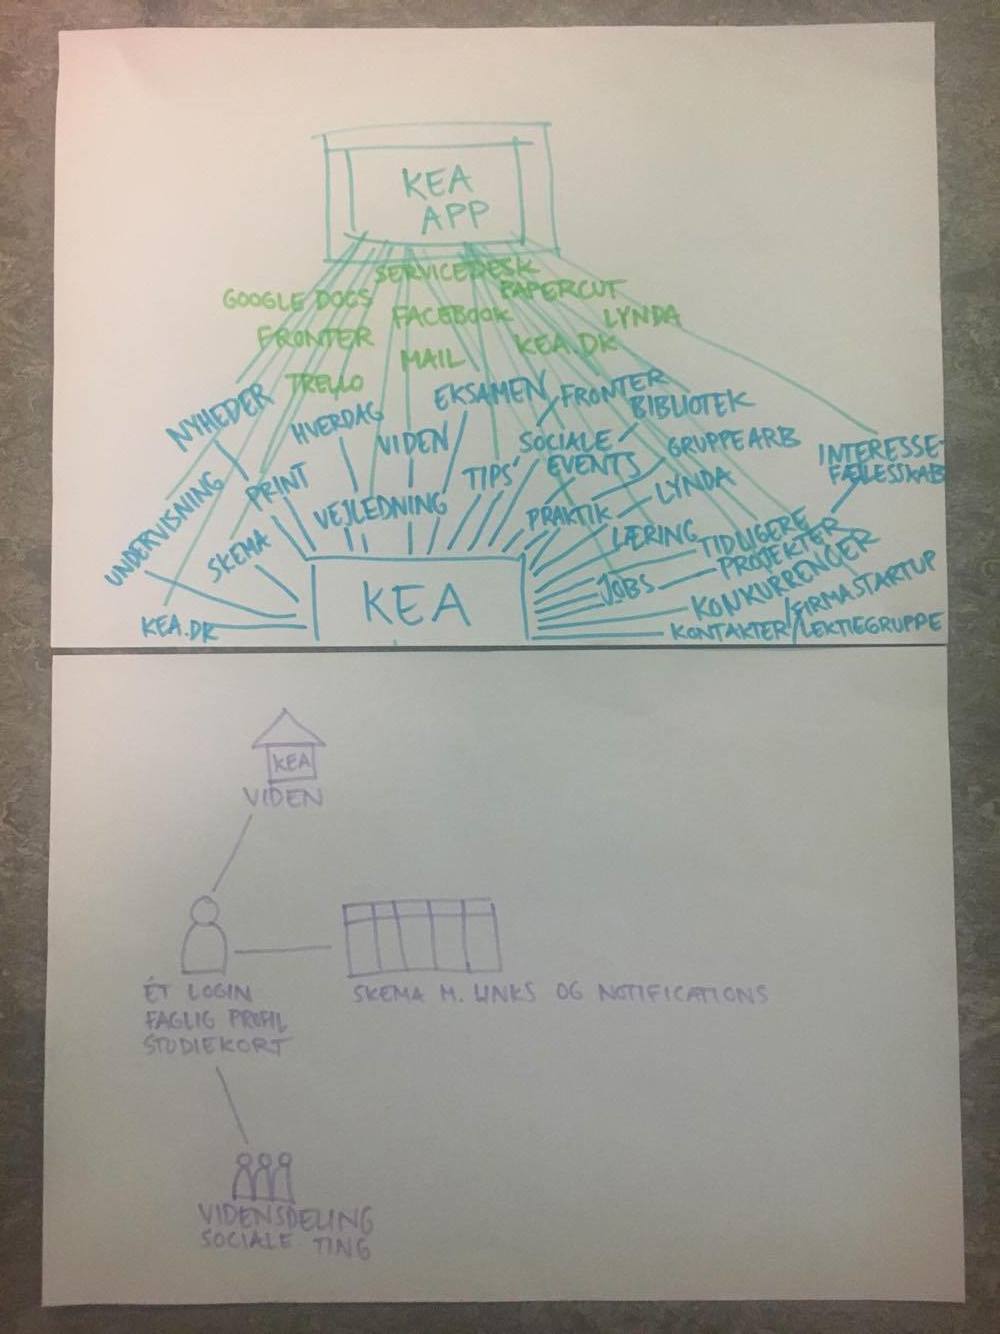 KEA
APP
SERVICEDESK
GOOGLE DOCS
PAPERCUT
FACEBOOK
LYNDA
FRONTER
KEA.DK
MAIL
TRELLO
EKSAMEN
FRONTER
BIBLIOTEK
NYHEDER
HVERDAG
VIDEN
SOCIALE
EVENTS
GRUPPEARB
INTERESSE-
FÆLLESSKAB
UNDERVISNING
PRINT
VEJLEDNING
TIPS
PRAKTIK
LYNDA
SKEMA
LÆRING
TIDLIGERE
PROJEKTER
JOBS
KONKURRENCER
KEA
KEA.DK
KONTAKTER/FIRMASTARTUP
/LEKTIEGRUPPE
KEA
VIDEN
ÉT LOGIN
FAGLIG PROFIL
STUDIEKORT
SKEMA M. LINKS OG NOTIFICATIONS
VIDENSDELING
SOCIALE TING